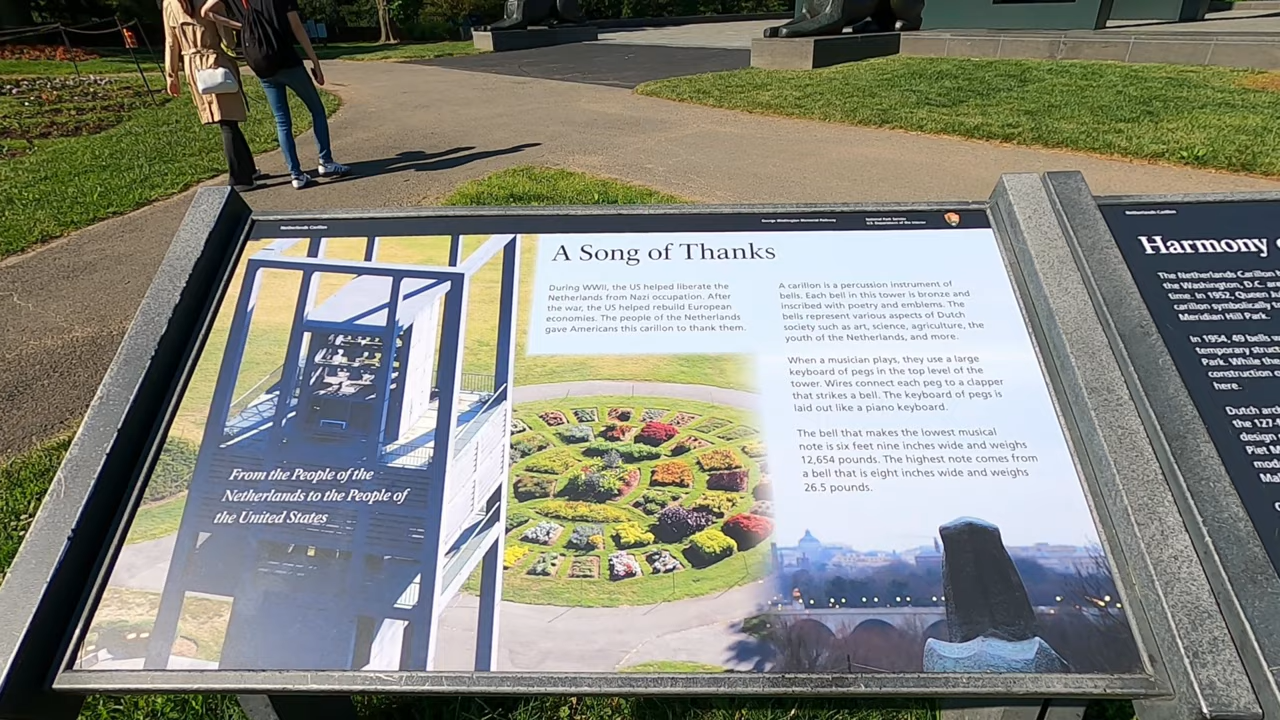 Netherlands Carillon
George Washington Memorial Parkway
National Park Service
U.S. Department of the Interior
A Song of Thanks
During WWII, the US helped liberate the
Netherlands from Nazi occupation. After
the war, the US helped rebuild European
economies. The people of the Netherlands
gave Americans this carillon to thank them.
A carillon is a percussion instrument of
bells. Each bell in this tower is bronze and
inscribed with poetry and emblems. The
bells represent various aspects of Dutch
society such as art, science, agriculture, the
youth of the Netherlands, and more.
When a musician plays, they use a large
keyboard of pegs in the top level of the
tower. Wires connect each peg to a clapper
that strikes a bell. The keyboard of pegs is
laid out like a piano keyboard.
The bell that makes the lowest musical
note is six feet nine inches wide and weighs
12,654 pounds. The highest note comes from
a bell that is eight inches wide and weighs
26.5 pounds.
From the People of the
Netherlands to the People of
the United States
Netherlands Carillon
Harmony
The Netherlands Carillon
the Washington, D.C. are
time. In 1952, Queen
carillon symbolically
Meridian Hill Park.
In 1954, 49 bells
temporary struct
Park. While the
construction
here.
Dutch arc
the 127-
design
Piet M
mod
Ma